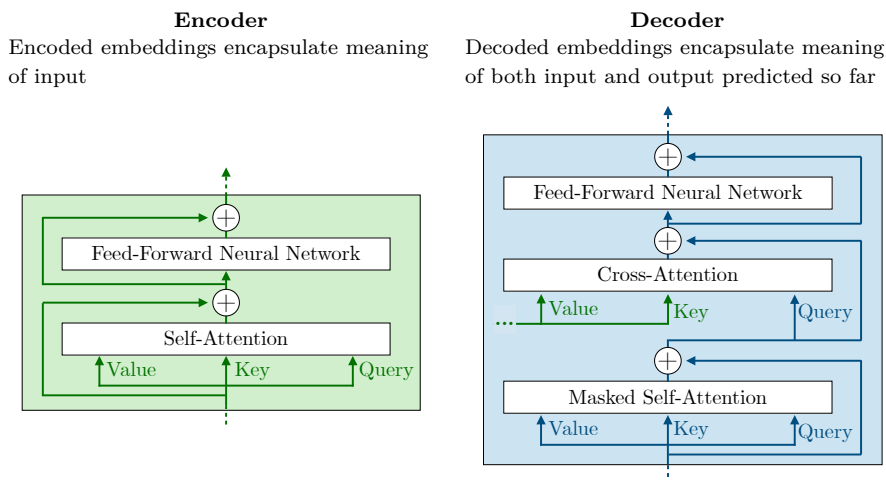 Encoder
Encoded embeddings encapsulate meaning
of input
Feed-Forward Neural Network
Self-Attention
Value
Key
Query
Decoder
Decoded embeddings encapsulate meaning
of both input and output predicted so far
Feed-Forward Neural Network
Cross-Attention
...
Value
Key
Query
Masked Self-Attention
Value
Key
Query